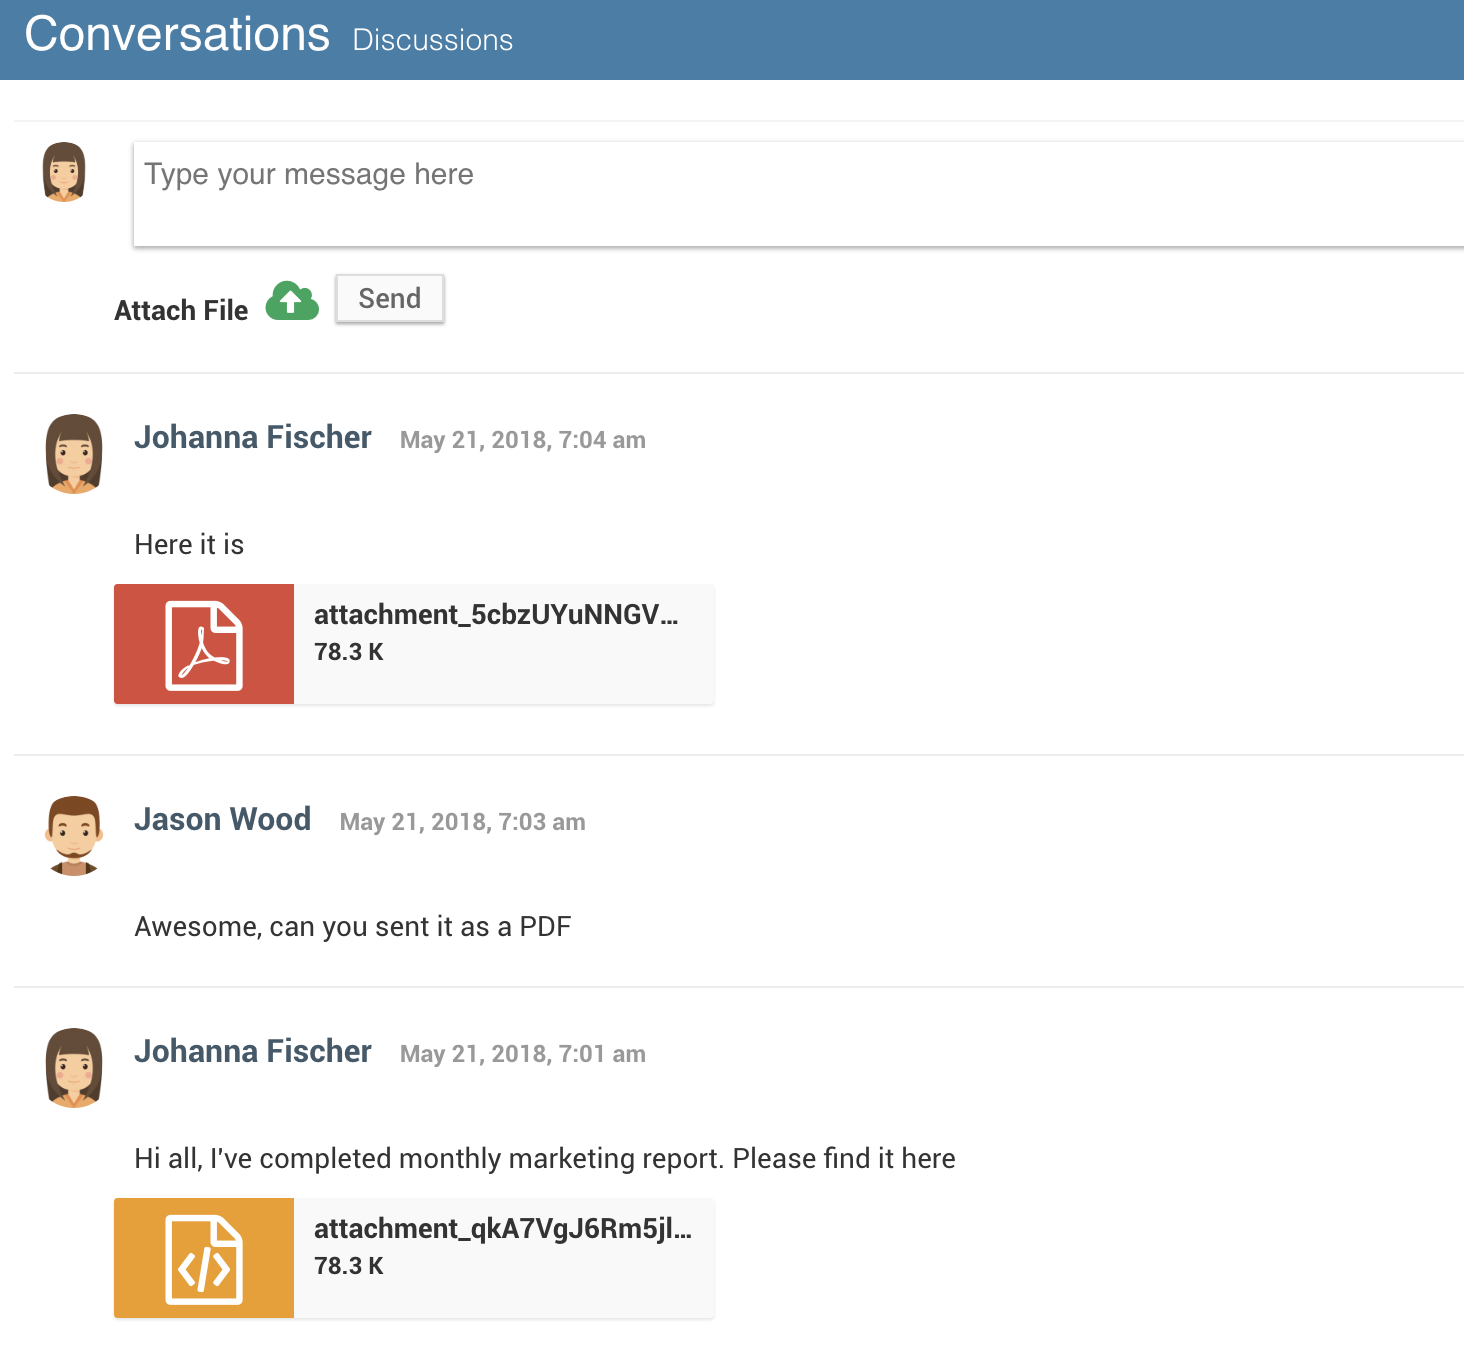 Conversations Discussions
Type your message here
Attach File Send
Johanna Fischer May 21, 2018, 7:04 am
Here it is
attachment_5cbzUYuNNGV...
78.3 K
Jason Wood May 21, 2018, 7:03 am
Awesome, can you sent it as a PDF
Johanna Fischer May 21, 2018, 7:01 am
Hi all, I've completed monthly marketing report. Please find it here
attachment_qkA7VgJ6Rm5jl...
78.3 K